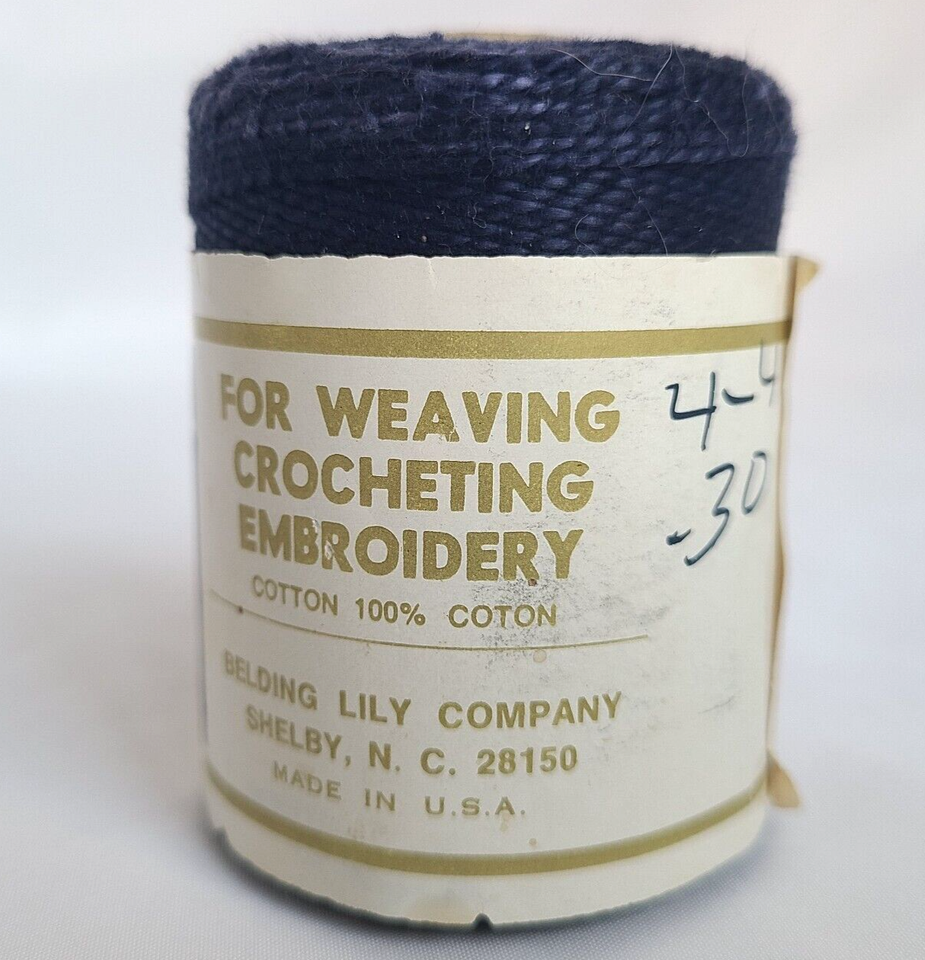 FOR WEAVING
CROCHETING
EMBROIDERY
COTTON 100% COTON
BELDING LILY COMPANY
SHELBY, N. C. 28150
MADE IN U.S.A.
4-4
-30